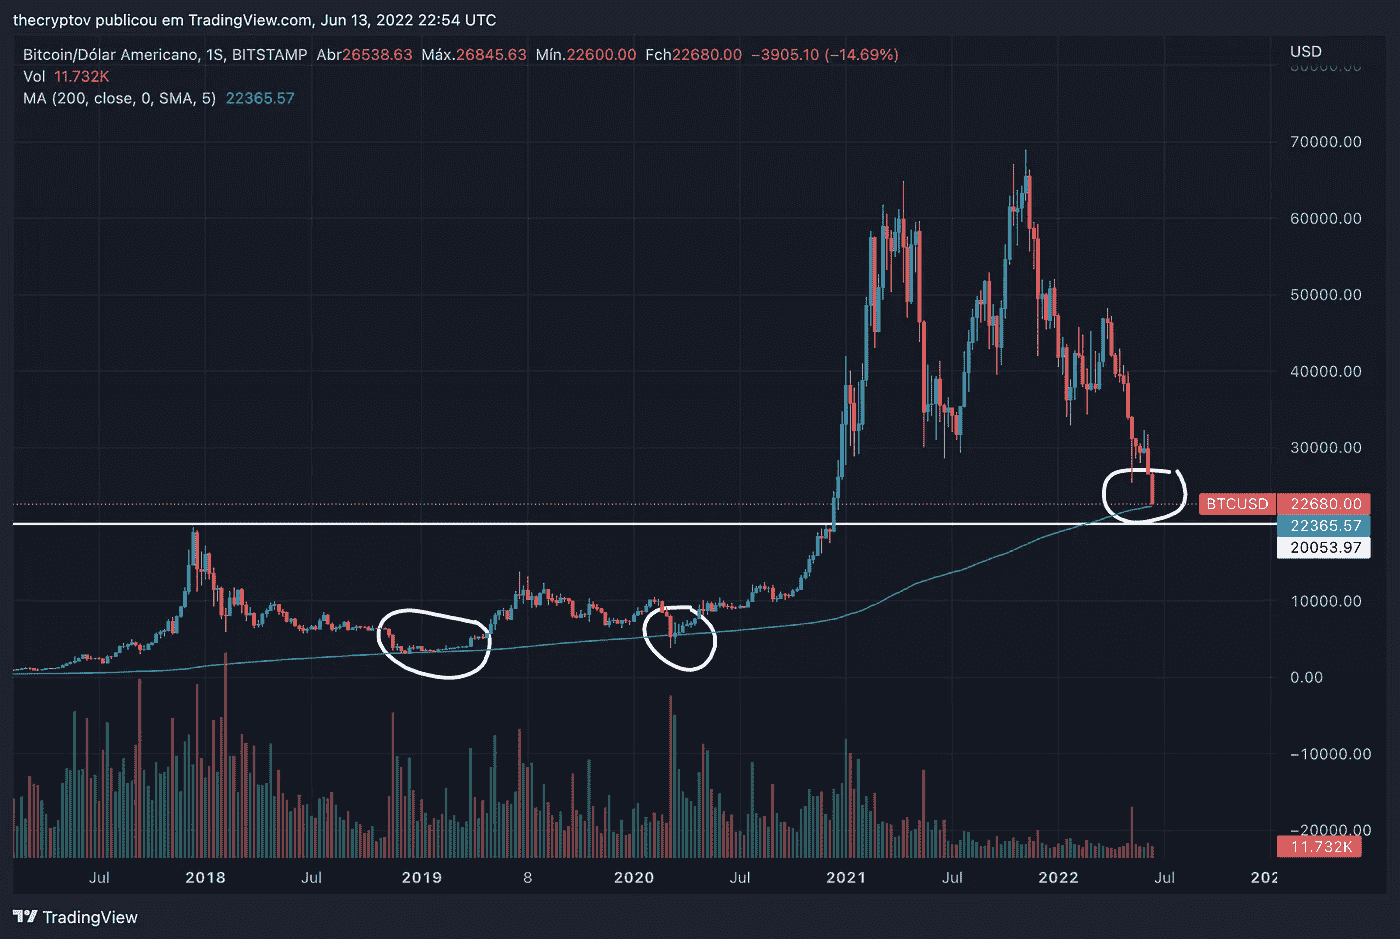 thecryptov publicou em TradingView.com, Jun 13, 2022 22:54 UTC
Bitcoin/Dólar Americano, 1S, BITSTAMP Abr26538.63 Máx.26845.63 Mín.22600.00 Fch22680.00 −3905.10 (−14.69%)
Vol 11.732K
MA (200, close, 0, SMA, 5) 22365.57
USD
80000.00
70000.00
60000.00
50000.00
40000.00
30000.00
BTCUSD 22680.00
22365.57
20053.97
10000.00
0.00
−10000.00
−20000.00
11.732K
Jul 2018 Jul 2019 8 2020 Jul 2021 Jul 2022 Jul 202
TradingView